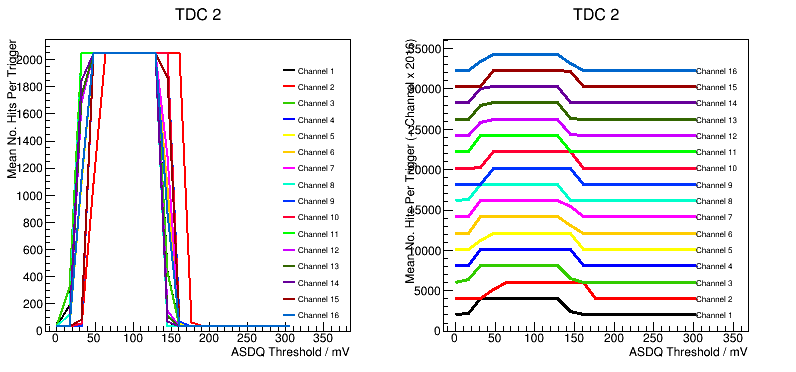 TDC 2
Mean No. Hits Per Trigger
2000
1800
1600
1400
1200
1000
800
600
400
200
0
0 50 100 150 200 250 300 350
ASDQ Threshold / mV
Channel 1
Channel 2
Channel 3
Channel 4
Channel 5
Channel 6
Channel 7
Channel 8
Channel 9
Channel 10
Channel 11
Channel 12
Channel 13
Channel 14
Channel 15
Channel 16
TDC 2
Mean No. Hits Per Trigger (+ Channel x 2016)
35000
30000
25000
20000
15000
10000
5000
0
0 50 100 150 200 250 300 350
ASDQ Threshold / mV
Channel 16
Channel 15
Channel 14
Channel 13
Channel 12
Channel 11
Channel 10
Channel 9
Channel 8
Channel 7
Channel 6
Channel 5
Channel 4
Channel 3
Channel 2
Channel 1